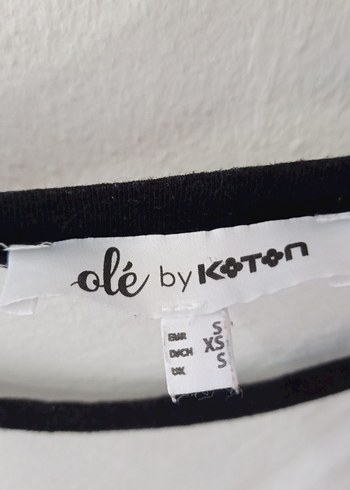 olé by KOTON
EUR S
D/A/CH XS
UK S